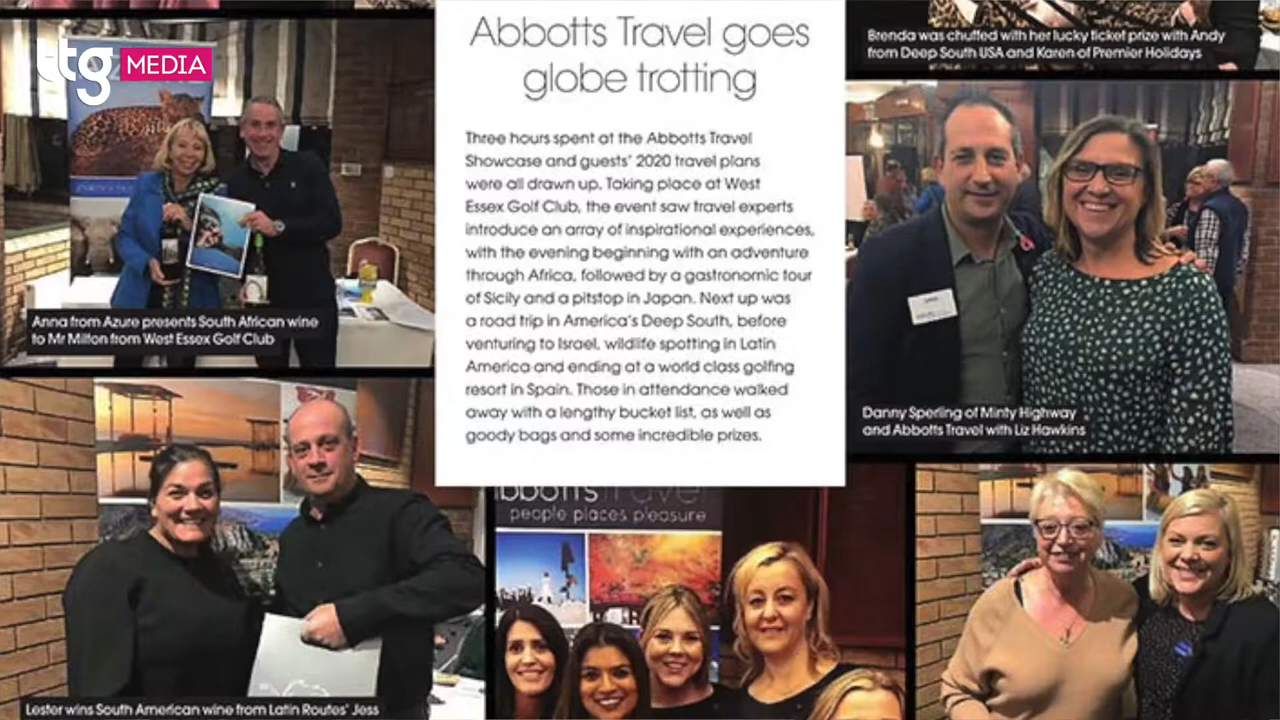 ttg MEDIA
Abbotts Travel goes
globe trotting
Three hours spent at the Abbotts Travel
Showcase and guests' 2020 travel plans
were all drawn up. Taking place at West
Essex Golf Club, the event saw travel experts
introduce an array of inspirational experiences,
with the evening beginning with an adventure
through Africa, followed by a gastronomic tour
of Sicily and a pitstop in Japan. Next up was
a road trip in America's Deep South, before
venturing to Israel, wildlife spotting in Latin
America and ending at a world class golfing
resort in Spain. Those in attendance walked
away with a lengthy bucket list, as well as
goody bags and some incredible prizes.
Brenda was chuffed with her lucky ticket prize with Andy
from Deep South USA and Karen of Premier Holidays
Anna from Azure presents South African wine
to Mr Milton from West Essex Golf Club
Danny Sperling of Minty Highway
and Abbotts Travel with Liz Hawkins
Lester wins South American wine from Latin Routes' Jess
abbotts travel
people places pleasure